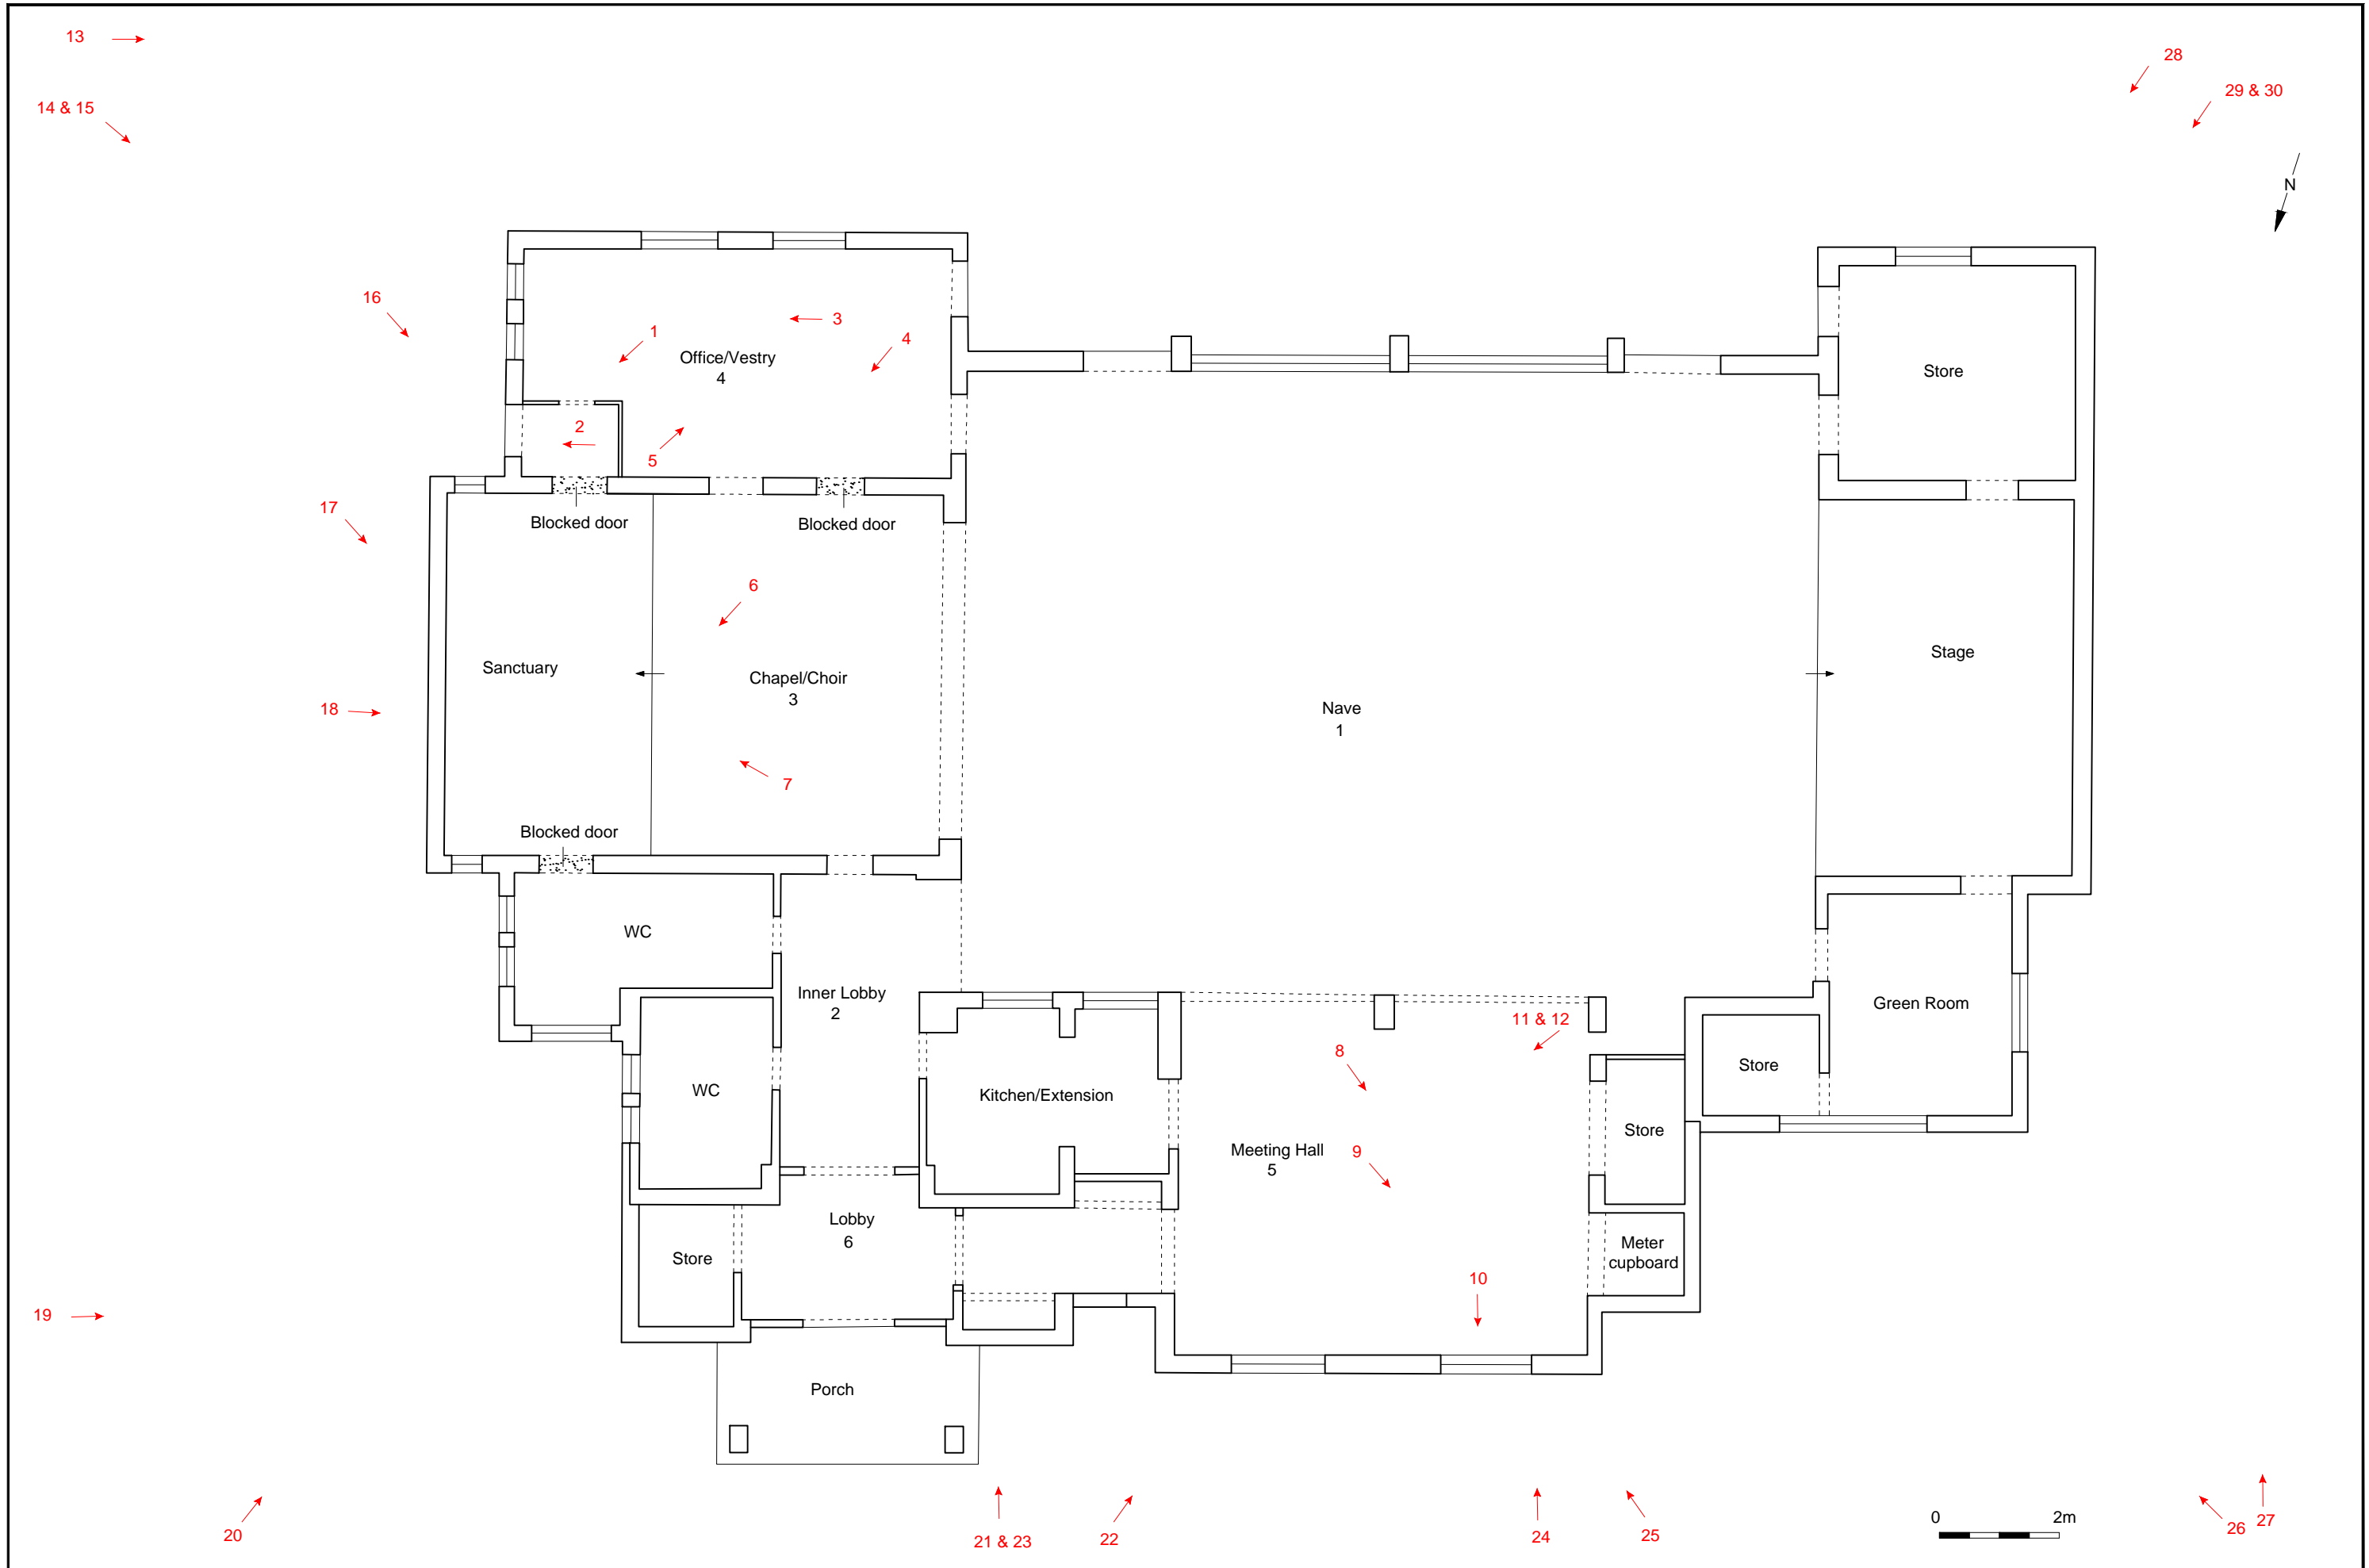 13
28
29 & 30
14 & 15
N
16
1
3
4
Office/Vestry
4
Store
2
5
17
Blocked door
Blocked door
6
Sanctuary
Chapel/Choir
3
Stage
18
Nave
1
7
Blocked door
WC
Inner Lobby
2
Green Room
11 & 12
8
WC
Kitchen/Extension
Store
Store
Meeting Hall
5
9
Lobby
6
Store
Meter
cupboard
10
19
Porch
20
21 & 23
22
24
25
0 2m
26
27